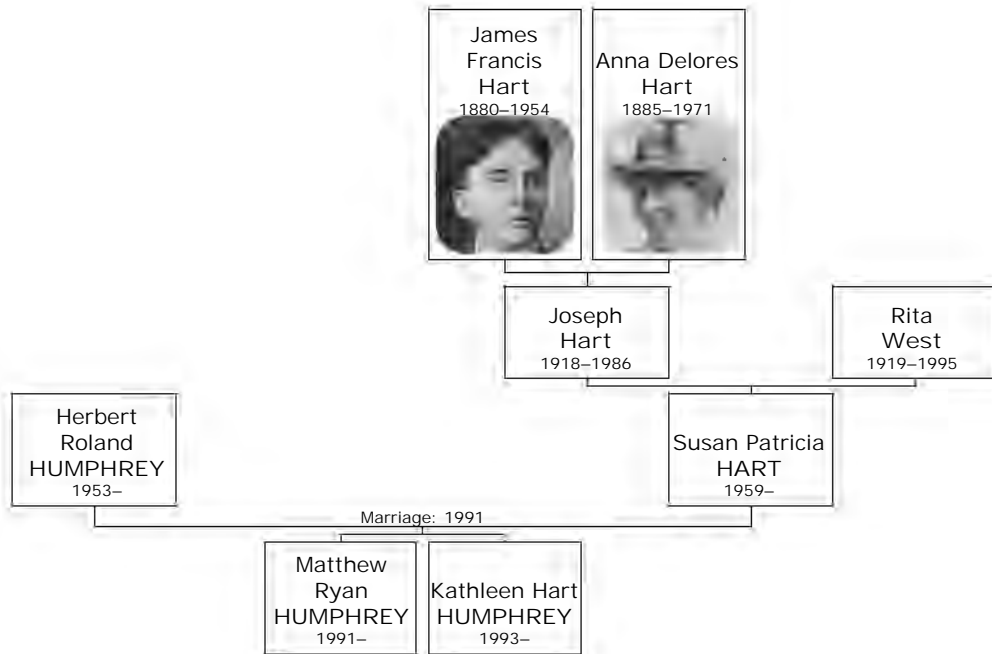 James
Francis
Hart
1880–1954
Anna Delores
Hart
1885–1971
Joseph
Hart
1918–1986
Rita
West
1919–1995
Herbert
Roland
HUMPHREY
1953–
Susan Patricia
HART
1959–
Marriage: 1991
Matthew
Ryan
HUMPHREY
1991–
Kathleen Hart
HUMPHREY
1993–